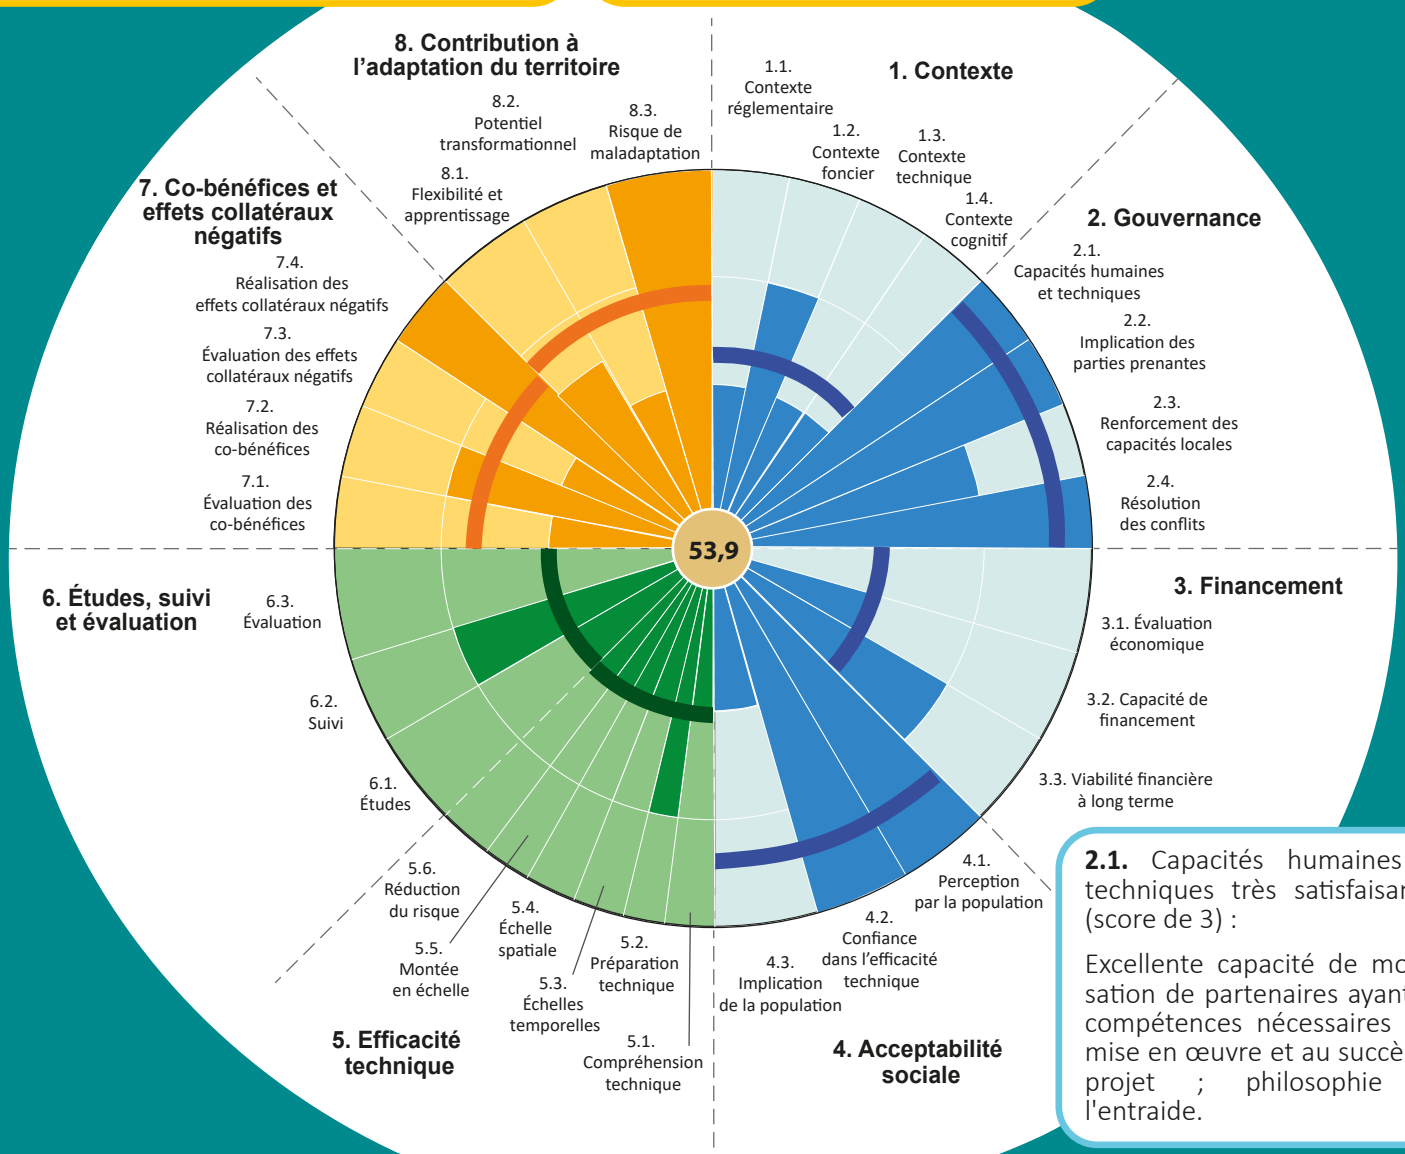 8. Contribution à
l’adaptation du territoire
8.1.
Flexibilité et
apprentissage
8.2.
Potentiel
transformationnel
8.3.
Risque de
maladaptation
1. Contexte
1.1.
Contexte
réglementaire
1.2.
Contexte
foncier
1.3.
Contexte
technique
1.4.
Contexte
cognitif
2. Gouvernance
2.1.
Capacités humaines
et techniques
2.2.
Implication des
parties prenantes
2.3.
Renforcement des
capacités locales
2.4.
Résolution
des conflits
3. Financement
3.1. Évaluation
économique
3.2. Capacité de
financement
3.3. Viabilité financière
à long terme
4. Acceptabilité
sociale
4.1.
Perception
par la population
4.2.
Confiance
dans l’efficacité
technique
4.3.
Implication
de la population
5. Efficacité
technique
5.1.
Compréhension
technique
5.2.
Préparation
technique
5.3.
Échelles
temporelles
5.4.
Échelle
spatiale
5.5.
Montée
en échelle
5.6.
Réduction
du risque
6. Études, suivi
et évaluation
6.1.
Études
6.2.
Suivi
6.3.
Évaluation
7. Co-bénéfices et
effets collatéraux
négatifs
7.1.
Évaluation des
co-bénéfices
7.2.
Réalisation des
co-bénéfices
7.3.
Évaluation des effets
collatéraux négatifs
7.4.
Réalisation des
effets collatéraux négatifs
53,9
2.1. Capacités humaines
techniques très satisfaisar
(score de 3) :
Excellente capacité de mo
sation de partenaires ayant
compétences nécessaires
mise en œuvre et au succè
projet ; philosophie
l'entraide.